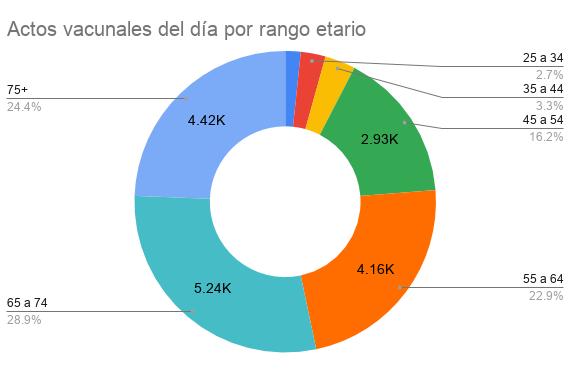 Actos vacunales del día por rango etario
25 a 34
2.7%
35 a 44
3.3%
45 a 54
16.2%
55 a 64
22.9%
65 a 74
28.9%
75+
24.4%
2.93K
4.16K
5.24K
4.42K